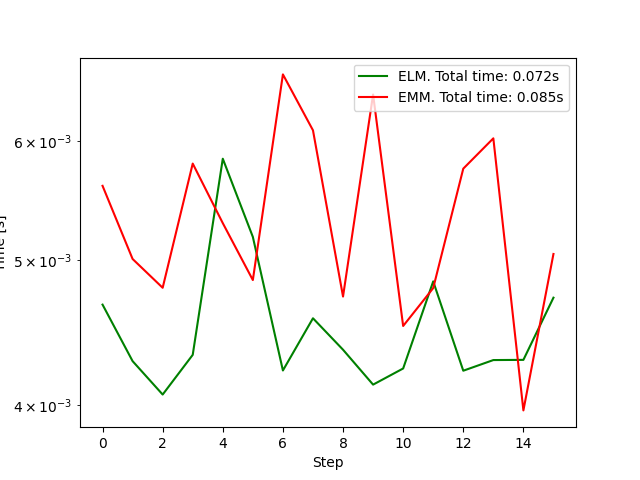 ELM. Total time: 0.072s
EMM. Total time: 0.085s
6 × 10⁻³
5 × 10⁻³
4 × 10⁻³
Time [s]
0 2 4 6 8 10 12 14
Step